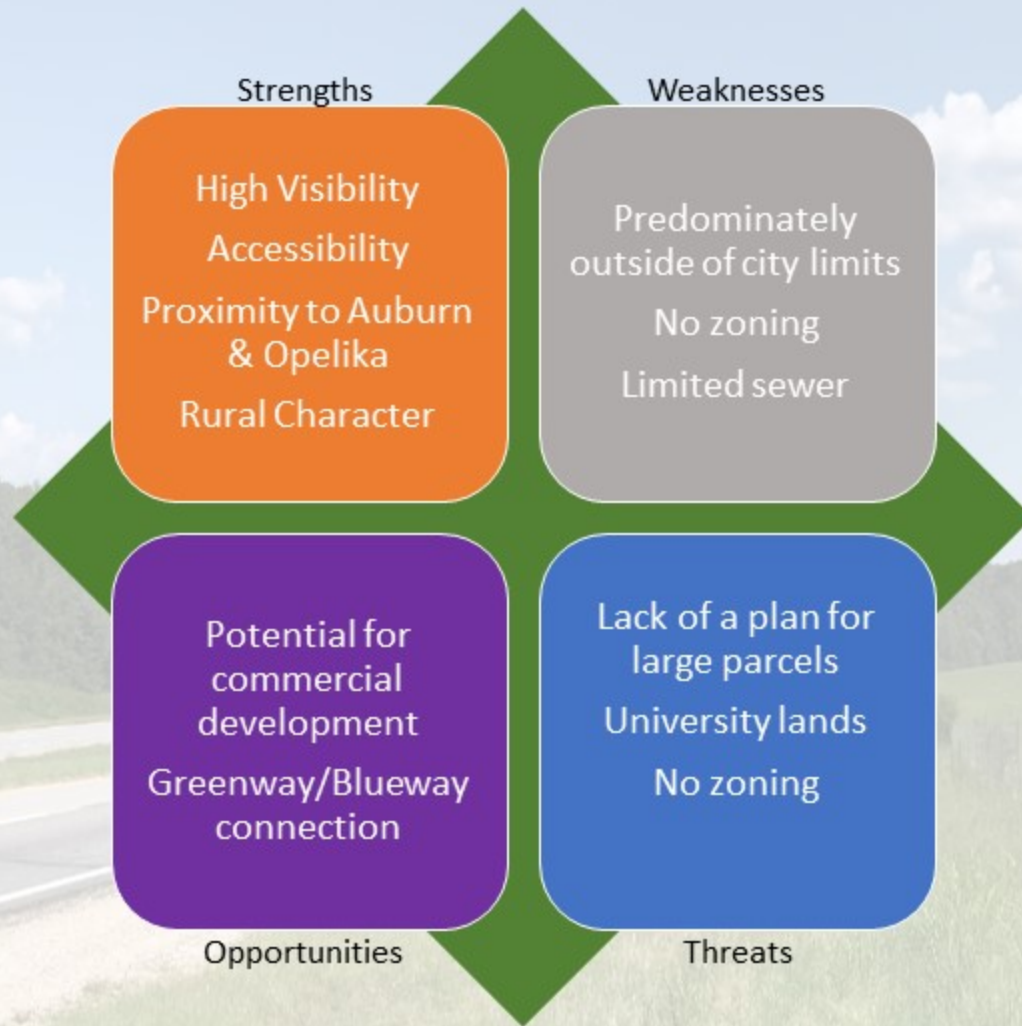 Strengths
High Visibility
Accessibility
Proximity to Auburn
& Opelika
Rural Character
Weaknesses
Predominately
outside of city limits
No zoning
Limited sewer
Potential for
commercial
development
Greenway/Blueway
connection
Opportunities
Lack of a plan for
large parcels
University lands
No zoning
Threats